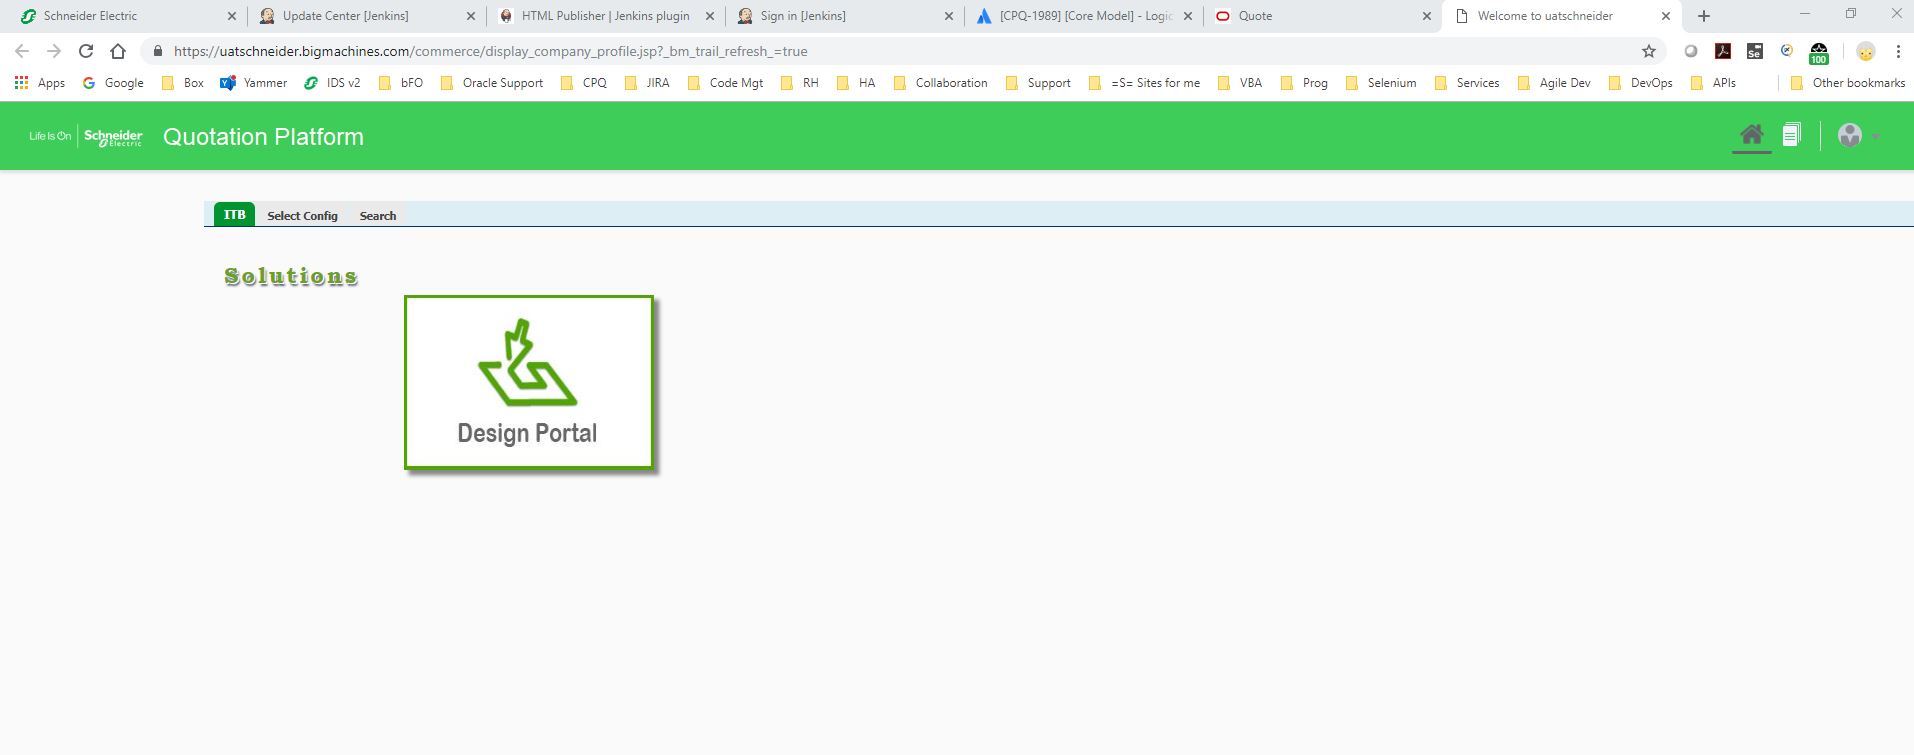 Schneider Electric
Update Center [Jenkins]
HTML Publisher | Jenkins plugin
Sign in [Jenkins]
[CPQ-1989] [Core Model] - Logic
Quote
Welcome to uatschneider
https://uatschneider.bigmachines.com/commerce/display_company_profile.jsp?_bm_trail_refresh_=true
Se
100
Apps
Google
Box
Yammer
IDS v2
bFO
Oracle Support
CPQ
JIRA
Code Mgt
RH
HA
Collaboration
Support
=S= Sites for me
VBA
Prog
Selenium
Services
Agile Dev
DevOps
APIs
Other bookmarks
Life Is On
Schneider
Electric
Quotation Platform
ITB
Select Config
Search
Solutions
Design Portal